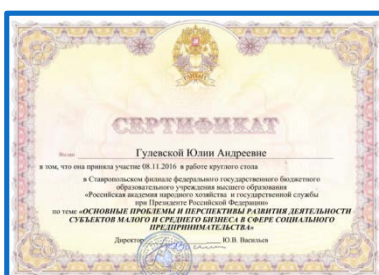 СЕРТИФИКАТ
Выдан Гулевской Юлии Андреевне
в том, что она приняла участие 08.11.2016 в работе круглого стола
в Ставропольском филиале федерального государственного бюджетного
образовательного учреждения высшего образования
«Российская академия народного хозяйства и государственной службы
при Президенте Российской Федерации»
по теме «ОСНОВНЫЕ ПРОБЛЕМЫ И ПЕРСПЕКТИВЫ РАЗВИТИЯ ДЕЯТЕЛЬНОСТИ
СУБЪЕКТОВ МАЛОГО И СРЕДНЕГО БИЗНЕСА В СФЕРЕ СОЦИАЛЬНОГО
ПРЕДПРИНИМАТЕЛЬСТВА»
Директор Ю.В. Васильев